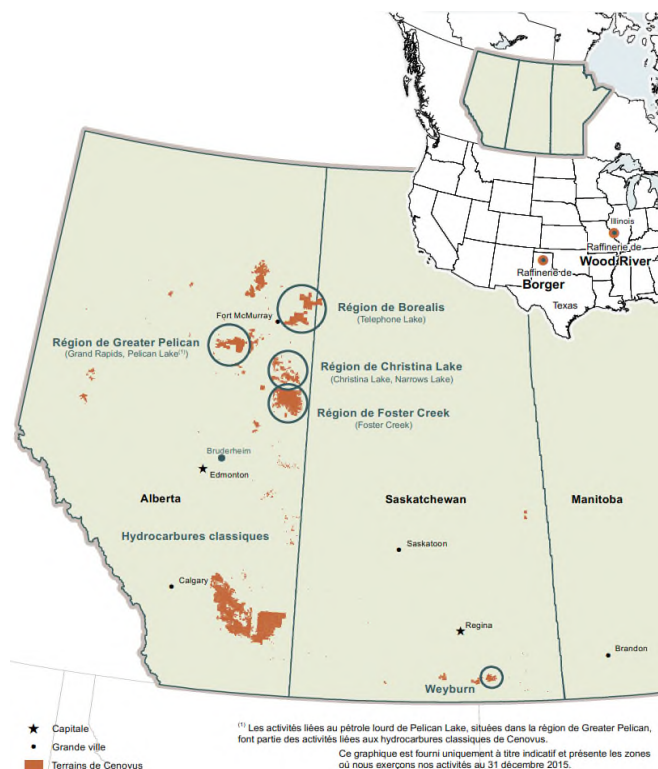 Illinois
Raffinerie de
Wood River
Raffinerie de
Borger
Texas
Fort McMurray
Région de Borealis
(Telephone Lake)
Région de Greater Pelican
(Grand Rapids, Pelican Lake(1))
Région de Christina Lake
(Christina Lake, Narrows Lake)
Région de Foster Creek
(Foster Creek)
Bruderheim
Edmonton
Alberta
Saskatchewan
Manitoba
Hydrocarbures classiques
Saskatoon
Calgary
Regina
Brandon
Weyburn
Capitale
Grande ville
Terrains de Cenovus
(1) Les activités liées au pétrole lourd de Pelican Lake, situées dans la région de Greater Pelican,
font partie des activités liées aux hydrocarbures classiques de Cenovus.
Ce graphique est fourni uniquement à titre indicatif et présente les zones
où nous exerçons nos activités au 31 décembre 2015.